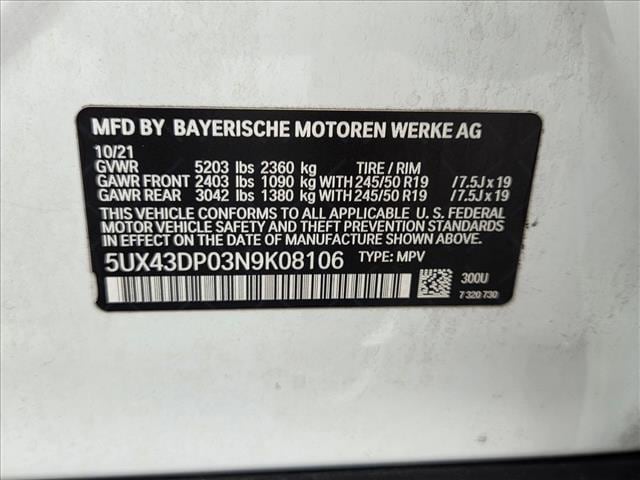 MFD BY BAYERISCHE MOTOREN WERKE AG
10/21
GVWR 5203 lbs 2360 kg TIRE / RIM
GAWR FRONT 2403 lbs 1090 kg WITH 245/50 R19 /7.5J x 19
GAWR REAR 3042 lbs 1380 kg WITH 245/50 R19 /7.5J x 19
THIS VEHICLE CONFORMS TO ALL APPLICABLE U. S. FEDERAL
MOTOR VEHICLE SAFETY, BUMPER, AND THEFT PREVENTION STANDARDS
IN EFFECT ON THE DATE OF MANUFACTURE SHOWN ABOVE.
5UX43DP03N9K08106 TYPE: MPV
300U
7 320 730